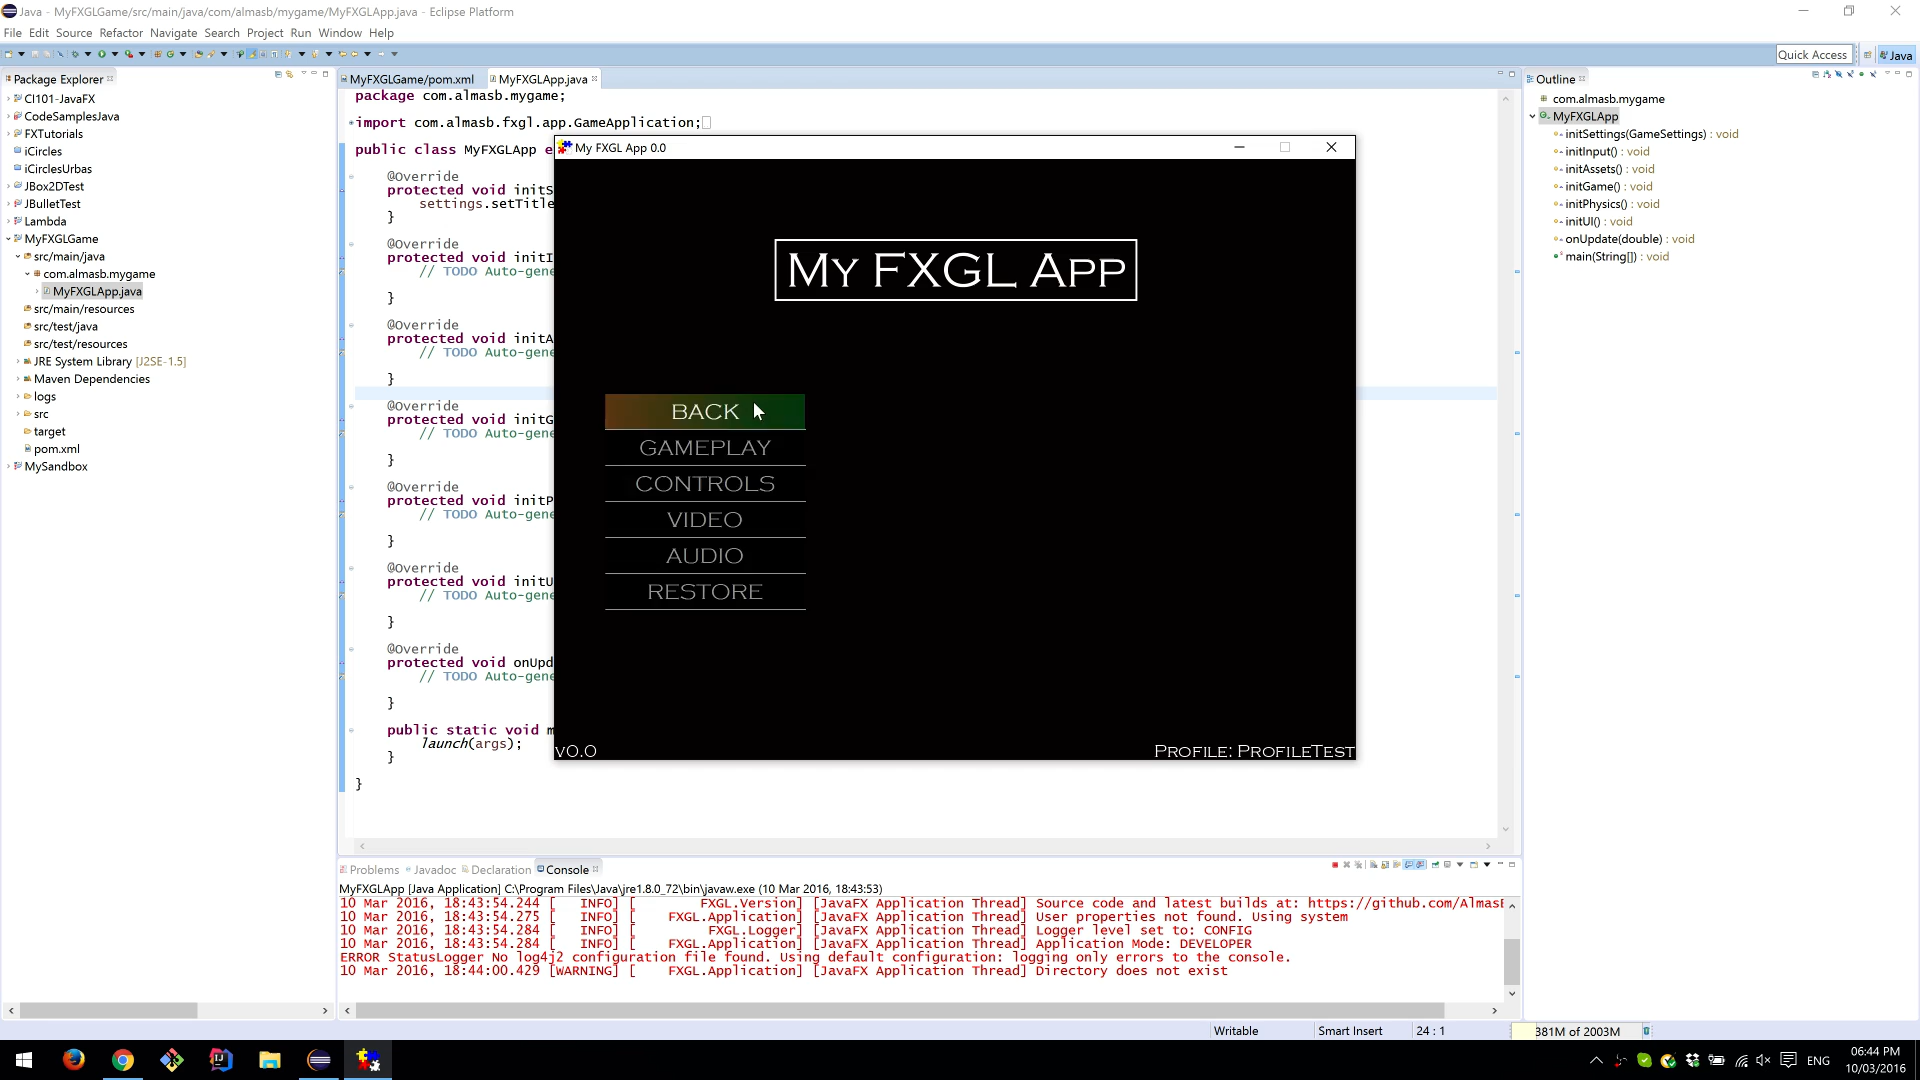 Java - MyFXGLGame/src/main/java/com/almasb/mygame/MyFXGLApp.java - Eclipse Platform
File Edit Source Refactor Navigate Search Project Run Window Help
Quick Access
Java
Package Explorer
CI101-JavaFX
CodeSamplesJava
FXTutorials
iCircles
iCirclesUrbas
JBox2DTest
JBulletTest
Lambda
MyFXGLGame
src/main/java
com.almasb.mygame
MyFXGLApp.java
src/main/resources
src/test/java
src/test/resources
JRE System Library [J2SE-1.5]
Maven Dependencies
logs
src
target
pom.xml
MySandbox
MyFXGLGame/pom.xml
MyFXGLApp.java
package com.almasb.mygame;
import com.almasb.fxgl.app.GameApplication;
public class MyFXGLApp e
@Override
protected void initS
settings.setTitle
}
@Override
protected void initI
// TODO Auto-gene
}
@Override
protected void initA
// TODO Auto-gene
}
@Override
protected void initG
// TODO Auto-gene
}
@Override
protected void initP
// TODO Auto-gene
}
@Override
protected void initU
// TODO Auto-gene
}
@Override
protected void onUpd
// TODO Auto-gene
}
public static void m
launch(args);
}
}
My FXGL App 0.0
My FXGL App
BACK
GAMEPLAY
CONTROLS
VIDEO
AUDIO
RESTORE
v0.0
Profile: ProfileTest
Outline
com.almasb.mygame
MyFXGLApp
initSettings(GameSettings) : void
initInput() : void
initAssets() : void
initGame() : void
initPhysics() : void
initUI() : void
onUpdate(double) : void
main(String[]) : void
Problems
Javadoc
Declaration
Console
MyFXGLApp [Java Application] C:\Program Files\Java\jre1.8.0_72\bin\javaw.exe (10 Mar 2016, 18:43:53)
10 Mar 2016, 18:43:54.244 [ INFO] [ FXGL.Version] [JavaFX Application Thread] Source code and latest builds at: https://github.com/AlmasB
10 Mar 2016, 18:43:54.275 [ INFO] [ FXGL.Application] [JavaFX Application Thread] User properties not found. Using system
10 Mar 2016, 18:43:54.284 [ INFO] [ FXGL.Logger] [JavaFX Application Thread] Logger level set to: CONFIG
10 Mar 2016, 18:43:54.284 [ INFO] [ FXGL.Application] [JavaFX Application Thread] Application Mode: DEVELOPER
ERROR StatusLogger No log4j2 configuration file found. Using default configuration: logging only errors to the console.
10 Mar 2016, 18:44:00.429 [WARNING] [ FXGL.Application] [JavaFX Application Thread] Directory does not exist
Writable
Smart Insert
24 : 1
381M of 2003M
ENG
06:44 PM
10/03/2016